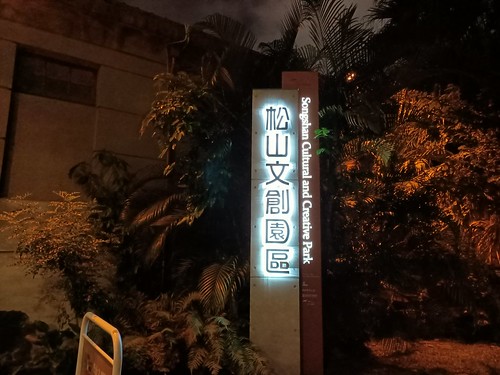 松山文創園區
Songshan Cultural and Creative Park